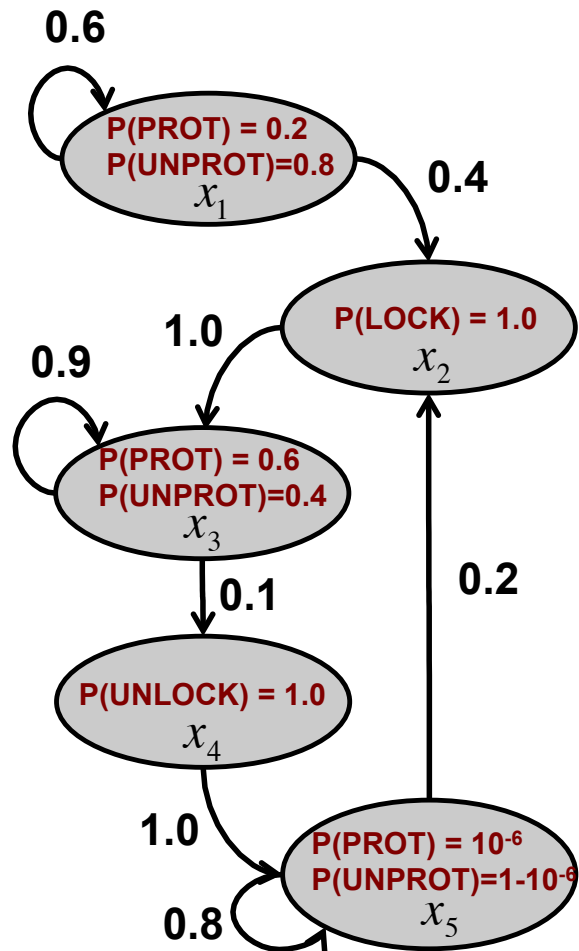 0.6
P(PROT) = 0.2
P(UNPROT)=0.8
x₁
0.4
P(LOCK) = 1.0
x₂
1.0
0.9
P(PROT) = 0.6
P(UNPROT)=0.4
x₃
0.1
0.2
P(UNLOCK) = 1.0
x₄
1.0
P(PROT) = 10⁻⁶
P(UNPROT)=1-10⁻⁶
x₅
0.8